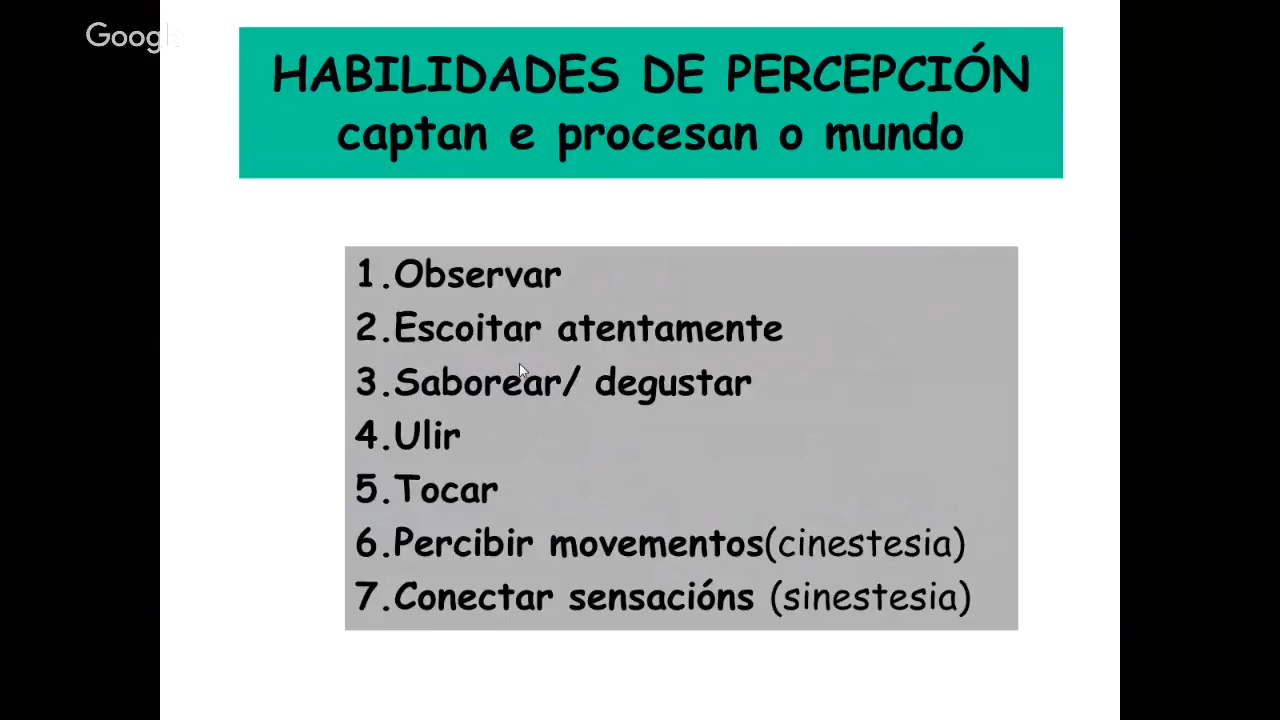 Google
HABILIDADES DE PERCEPCIÓN
captan e procesan o mundo
1.Observar
2.Escoitar atentamente
3.Saborear/ degustar
4.Ulir
5.Tocar
6.Percibir movementos(cinestesia)
7.Conectar sensacións (sinestesia)